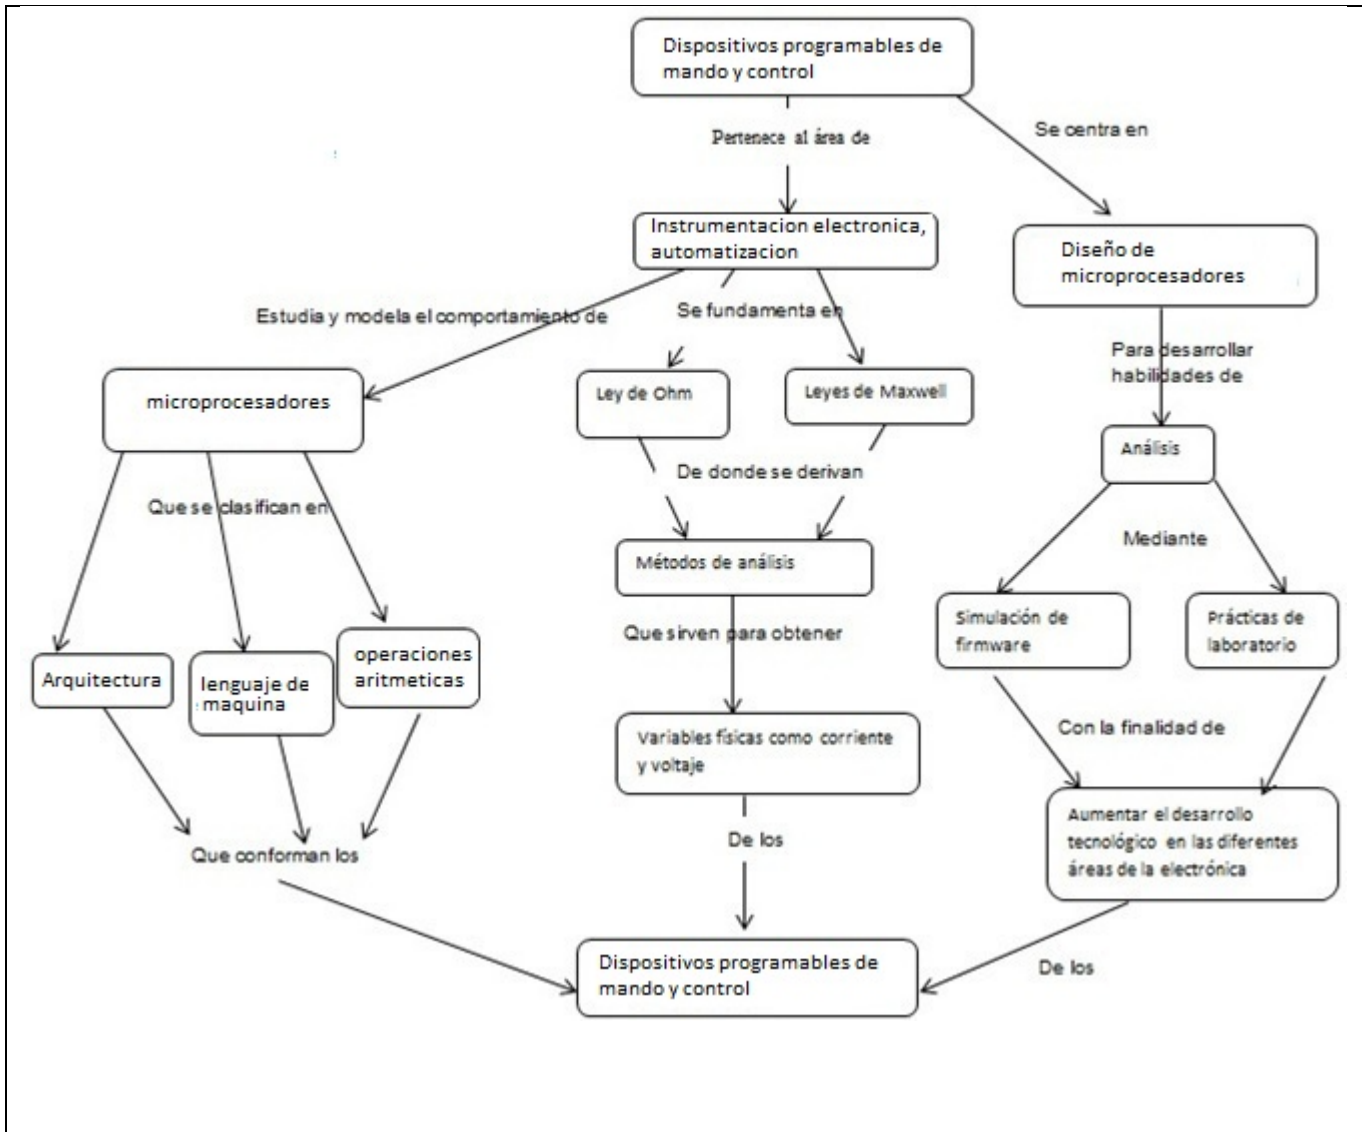 Dispositivos programables de
mando y control
Pertenece al área de
Se centra en
Instrumentacion electronica,
automatizacion
Diseño de
microprocesadores
Estudia y modela el comportamiento de
Se fundamenta en
Para desarrollar
habilidades de
microprocesadores
Ley de Ohm
Leyes de Maxwell
Análisis
Que se clasifican en
De donde se derivan
Mediante
Métodos de análisis
Simulación de
firmware
Prácticas de
laboratorio
Que sirven para obtener
Arquitectura
lenguaje de
maquina
operaciones
aritmeticas
Variables físicas como corriente
y voltaje
Con la finalidad de
Que conforman los
De los
Aumentar el desarrollo
tecnológico en las diferentes
áreas de la electrónica
Dispositivos programables de
mando y control
De los